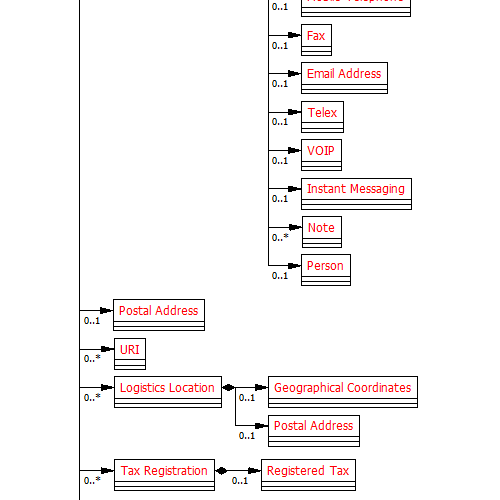 0..1
Fax
0..1
Email Address
0..1
Telex
0..1
VOIP
0..1
Instant Messaging
0..1
Note
0..*
Person
0..1
Postal Address
0..1
URI
0..*
Logistics Location
0..*
Geographical Coordinates
0..1
Postal Address
0..1
Tax Registration
0..*
Registered Tax
0..1